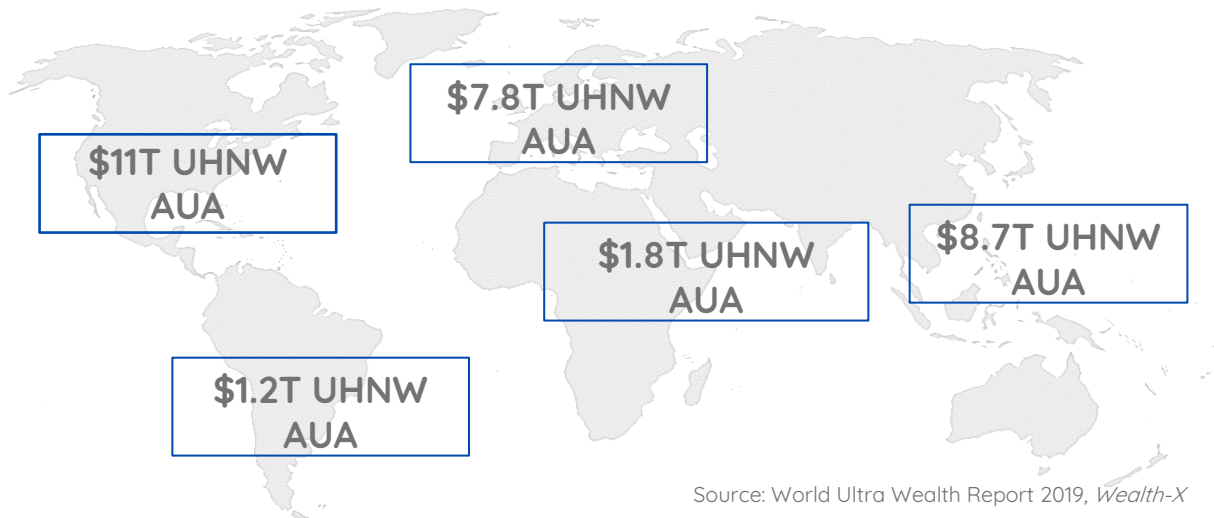 $7.8T UHNW
AUA
$11T UHNW
AUA
$8.7T UHNW
AUA
$1.8T UHNW
AUA
$1.2T UHNW
AUA
Source: World Ultra Wealth Report 2019, Wealth-X